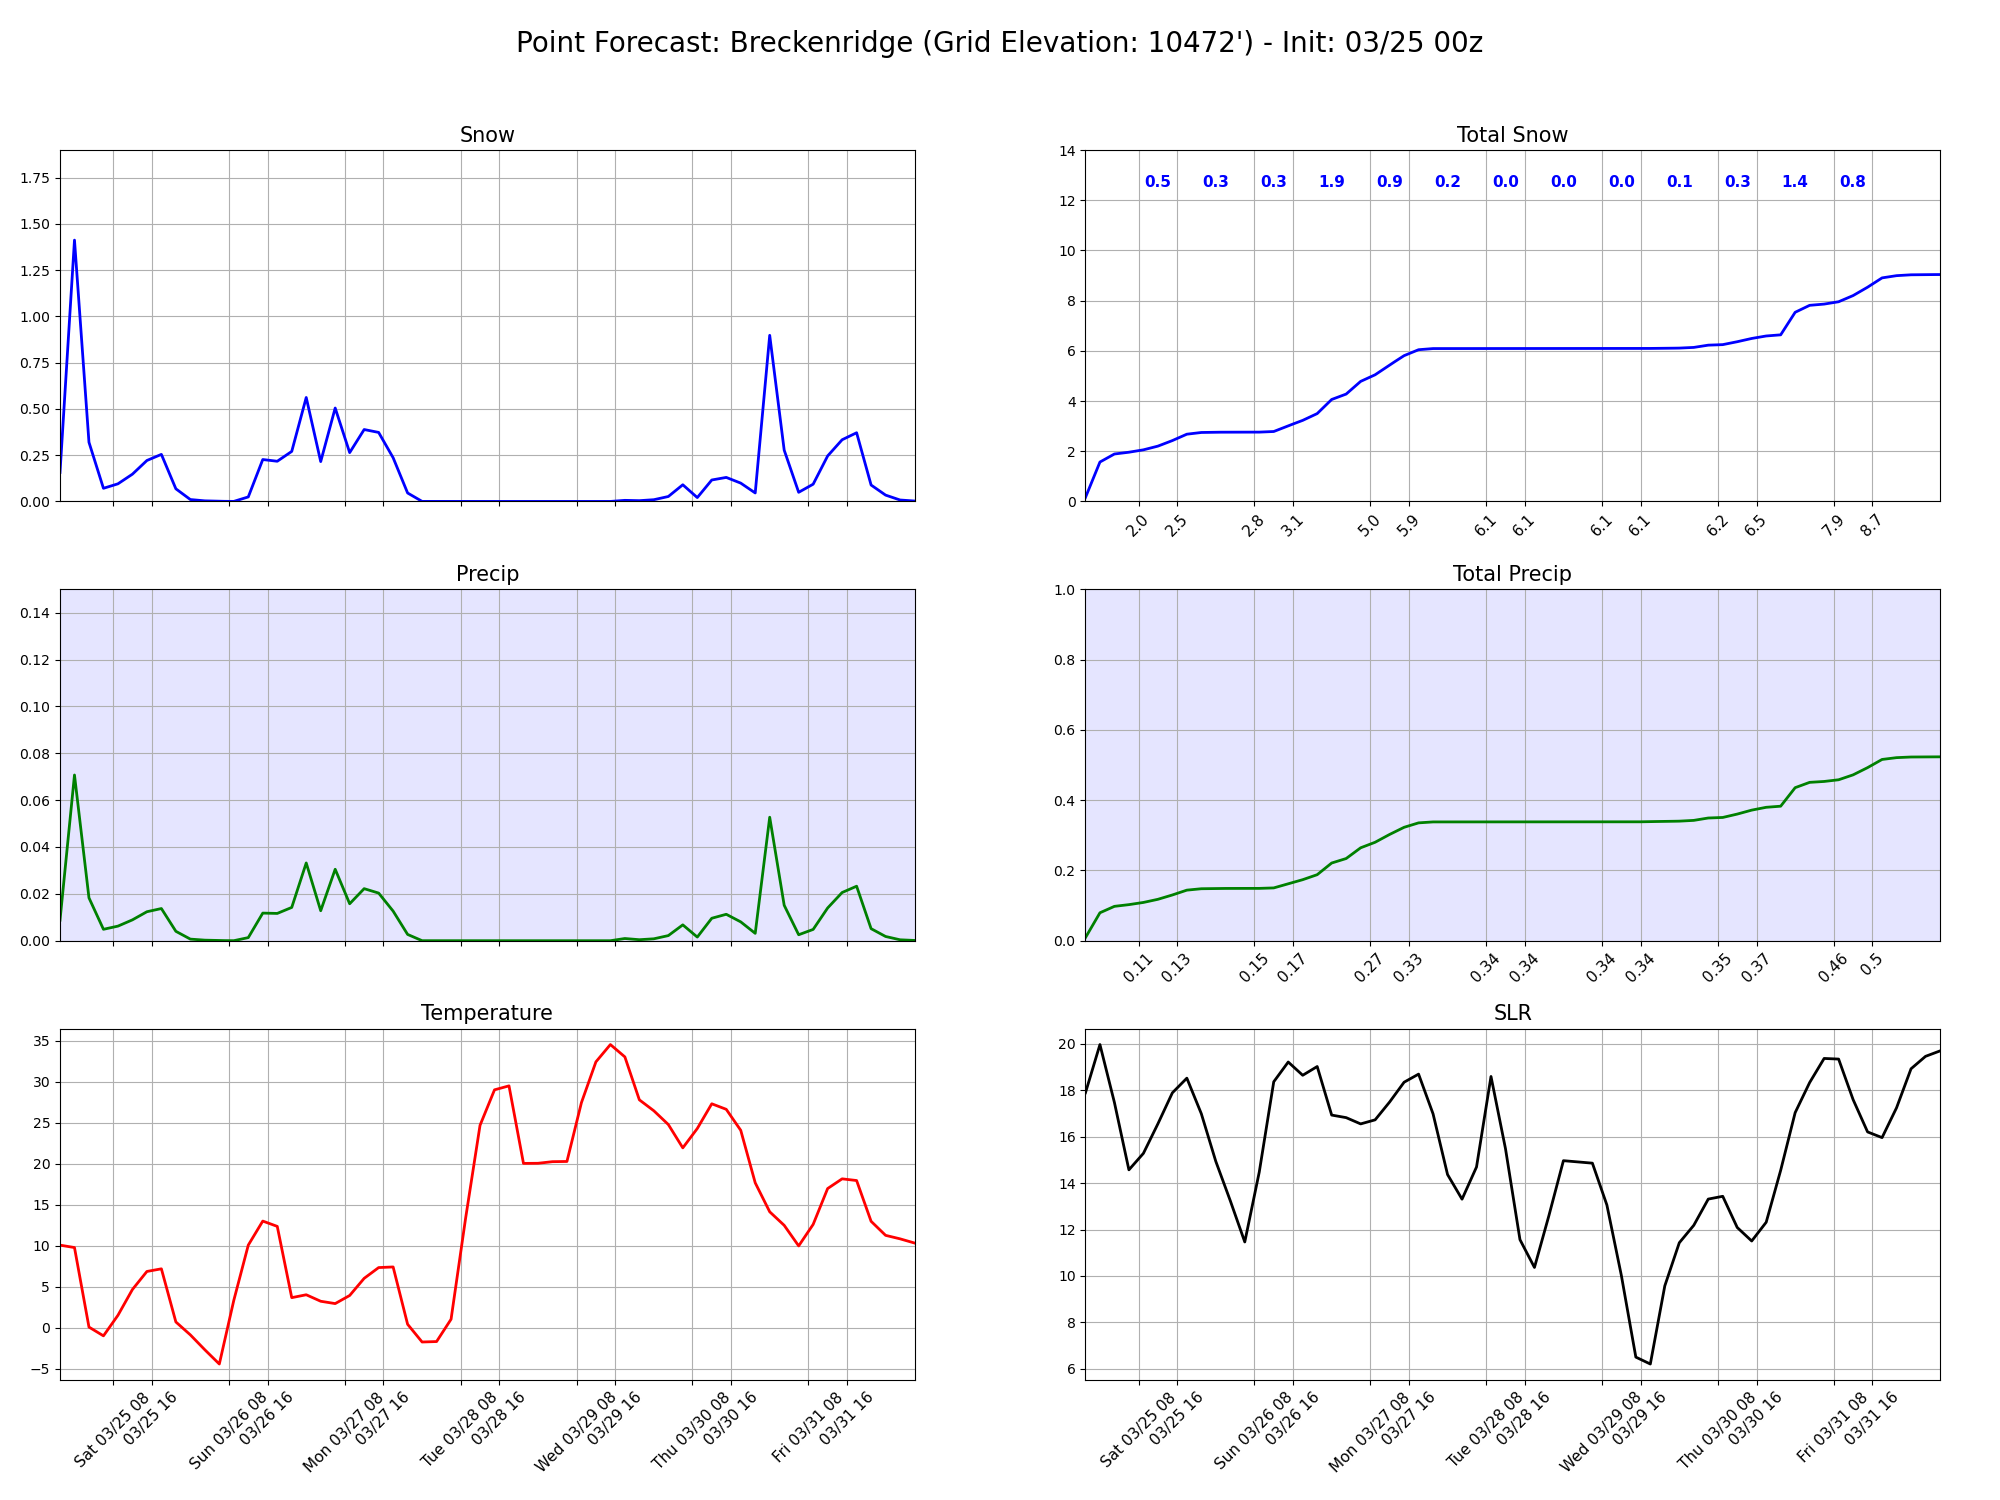 Point Forecast: Breckenridge (Grid Elevation: 10472') - Init: 03/25 00z
Snow
1.75
1.50
1.25
1.00
0.75
0.50
0.25
0.00
Total Snow
14
12
10
8
6
4
2
0
0.5 0.3 0.3 1.9 0.9 0.2 0.0 0.0 0.0 0.1 0.3 1.4 0.8
2.0 2.5 2.8 3.1 5.0 5.9 6.1 6.1 6.1 6.1 6.2 6.5 7.9 8.7
Precip
0.14
0.12
0.10
0.08
0.06
0.04
0.02
0.00
Total Precip
1.0
0.8
0.6
0.4
0.2
0.0
0.11 0.13 0.15 0.17 0.27 0.33 0.34 0.34 0.34 0.34 0.35 0.37 0.46 0.5
Temperature
35
30
25
20
15
10
5
0
−5
Sat 03/25 08
03/25 16
Sun 03/26 08
03/26 16
Mon 03/27 08
03/27 16
Tue 03/28 08
03/28 16
Wed 03/29 08
03/29 16
Thu 03/30 08
03/30 16
Fri 03/31 08
03/31 16
SLR
20
18
16
14
12
10
8
6
Sat 03/25 08
03/25 16
Sun 03/26 08
03/26 16
Mon 03/27 08
03/27 16
Tue 03/28 08
03/28 16
Wed 03/29 08
03/29 16
Thu 03/30 08
03/30 16
Fri 03/31 08
03/31 16